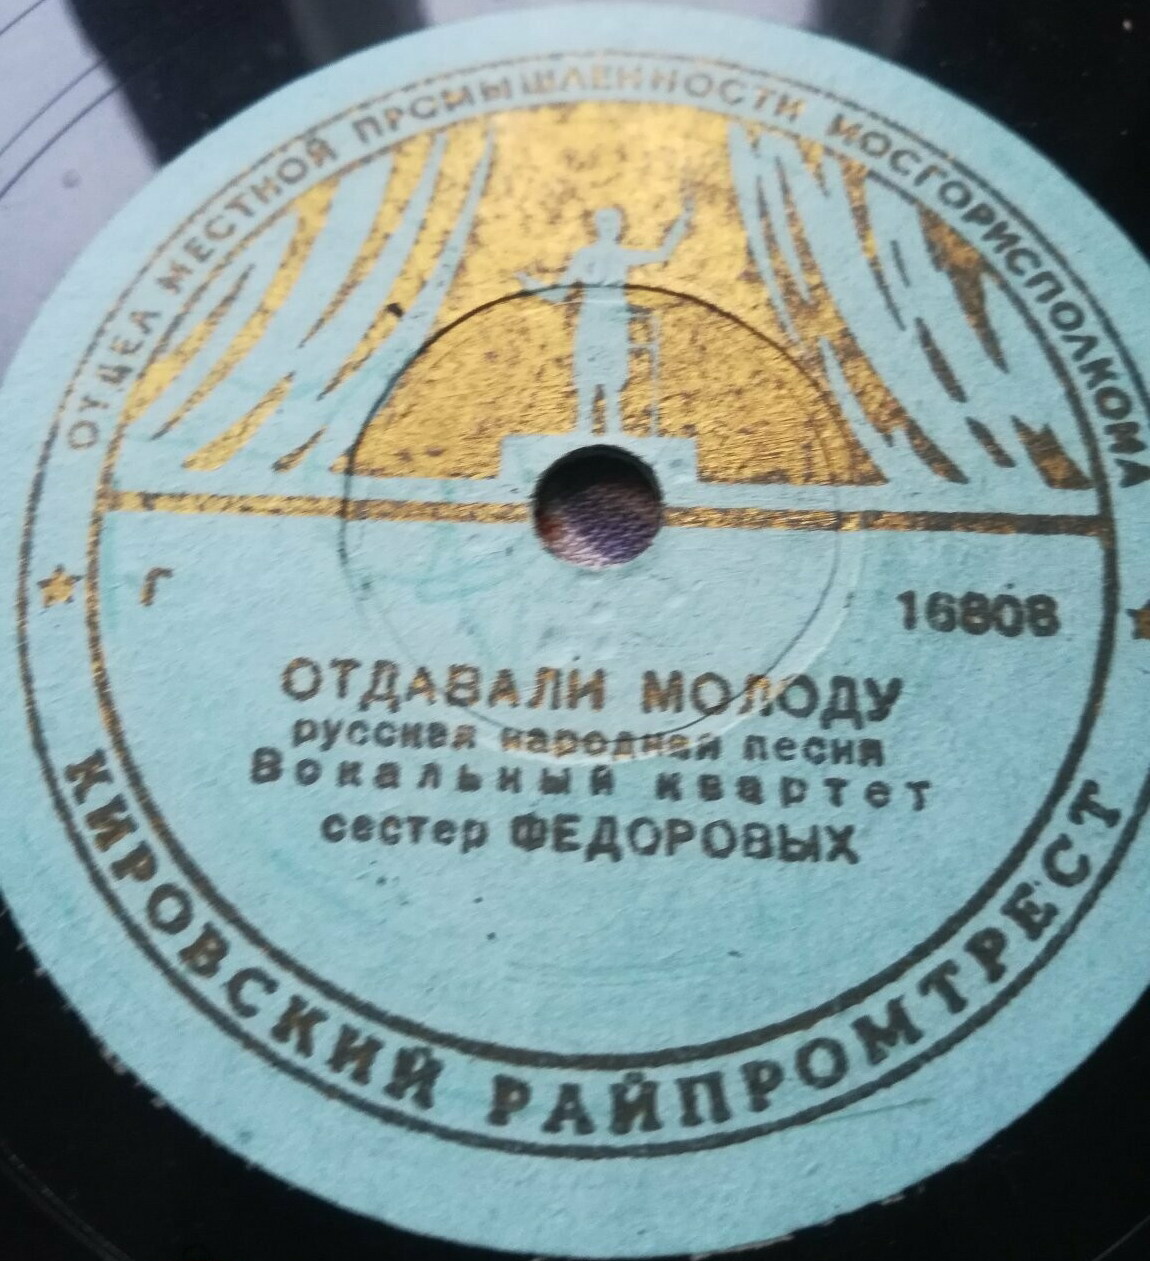 ОТДЕЛ МЕСТНОЙ ПРОМЫШЛЕННОСТИ МОСГОРИСПОЛКОМА
Г
16808
ОТДАВАЛИ МОЛОДУ
русская народная песня
Вокальный квартет
сестер ФЕДОРОВЫХ
КИРОВСКИЙ РАЙПРОМТРЕСТ